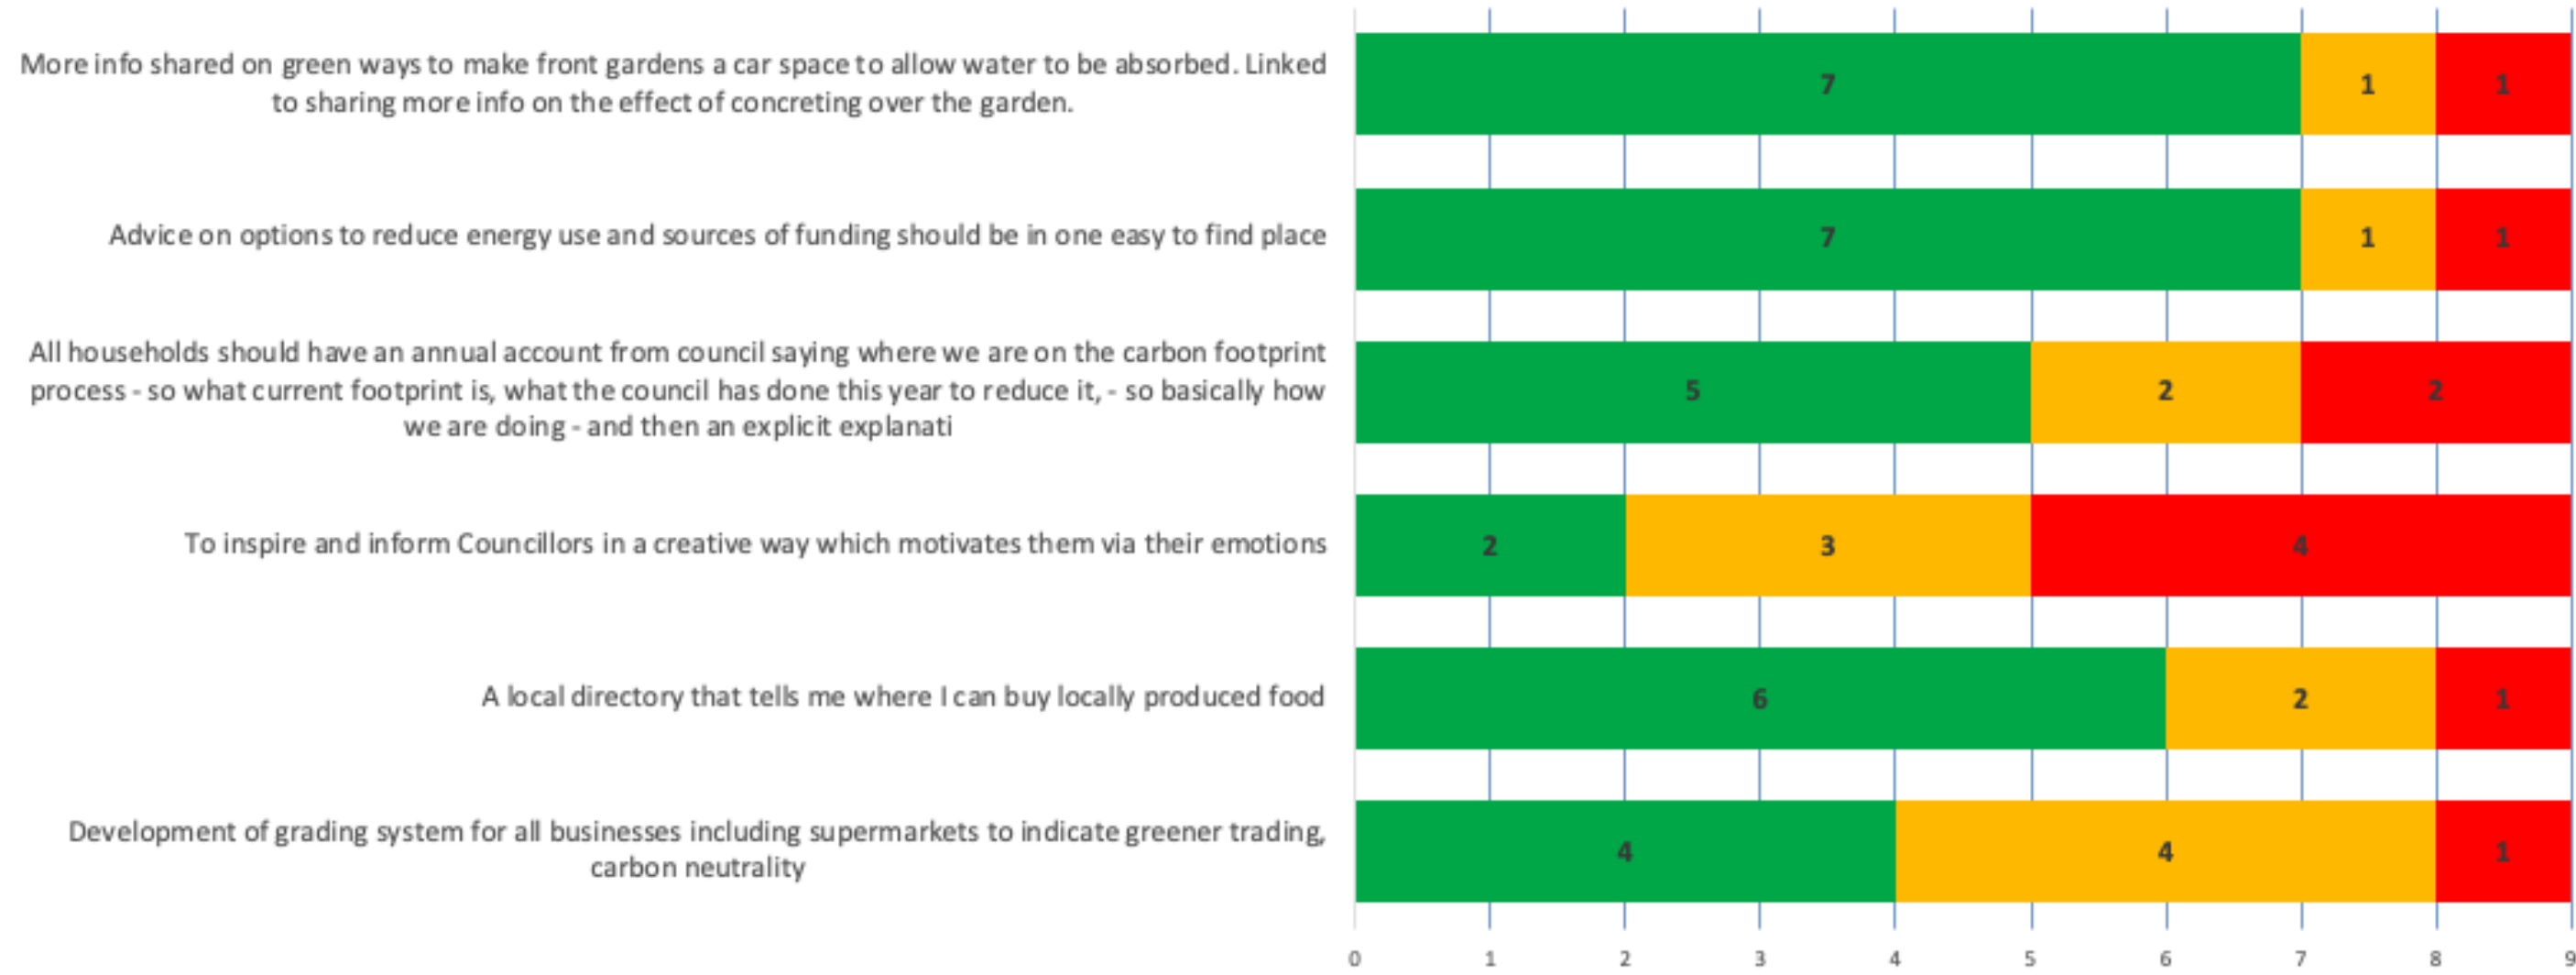 More info shared on green ways to make front gardens a car space to allow water to be absorbed. Linked
to sharing more info on the effect of concreting over the garden.
7 1 1
Advice on options to reduce energy use and sources of funding should be in one easy to find place
7 1 1
All households should have an annual account from council saying where we are on the carbon footprint
process - so what current footprint is, what the council has done this year to reduce it, - so basically how
we are doing - and then an explicit explanati
5 2 2
To inspire and inform Councillors in a creative way which motivates them via their emotions
2 3 4
A local directory that tells me where I can buy locally produced food
6 2 1
Development of grading system for all businesses including supermarkets to indicate greener trading,
carbon neutrality
4 4 1
0 1 2 3 4 5 6 7 8 9